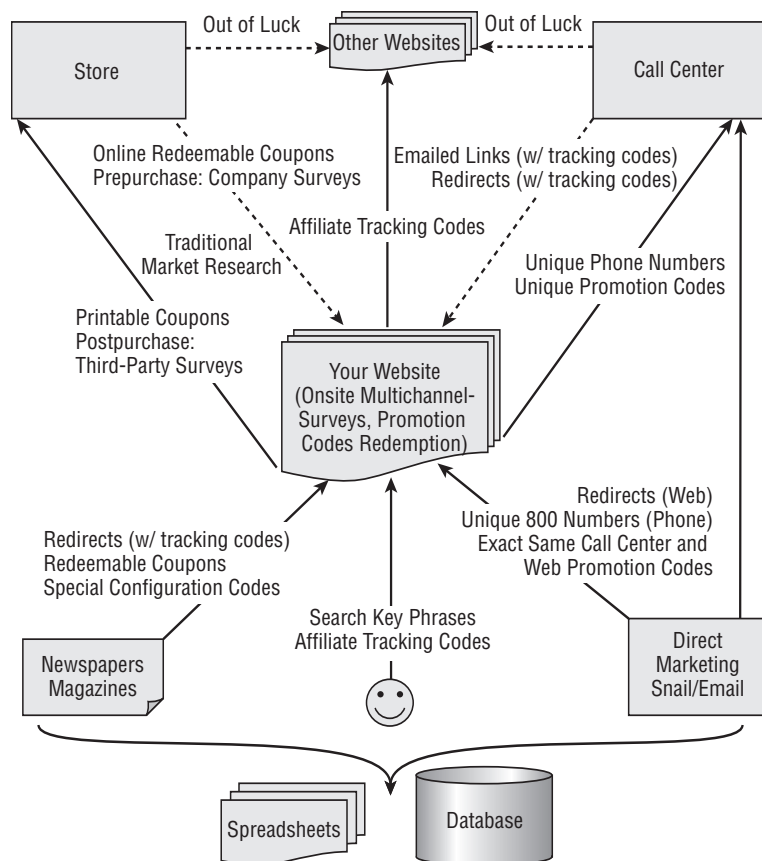 Out of Luck
Out of Luck
Store
Other Websites
Call Center
Online Redeemable Coupons
Prepurchase: Company Surveys
Emailed Links (w/ tracking codes)
Redirects (w/ tracking codes)
Affiliate Tracking Codes
Traditional
Market Research
Unique Phone Numbers
Unique Promotion Codes
Printable Coupons
Postpurchase:
Third-Party Surveys
Your Website
(Onsite Multichannel-
Surveys, Promotion
Codes Redemption)
Redirects (w/ tracking codes)
Redeemable Coupons
Special Configuration Codes
Redirects (Web)
Unique 800 Numbers (Phone)
Exact Same Call Center and
Web Promotion Codes
Search Key Phrases
Affiliate Tracking Codes
Newspapers
Magazines
Direct
Marketing
Snail/Email
Spreadsheets
Database